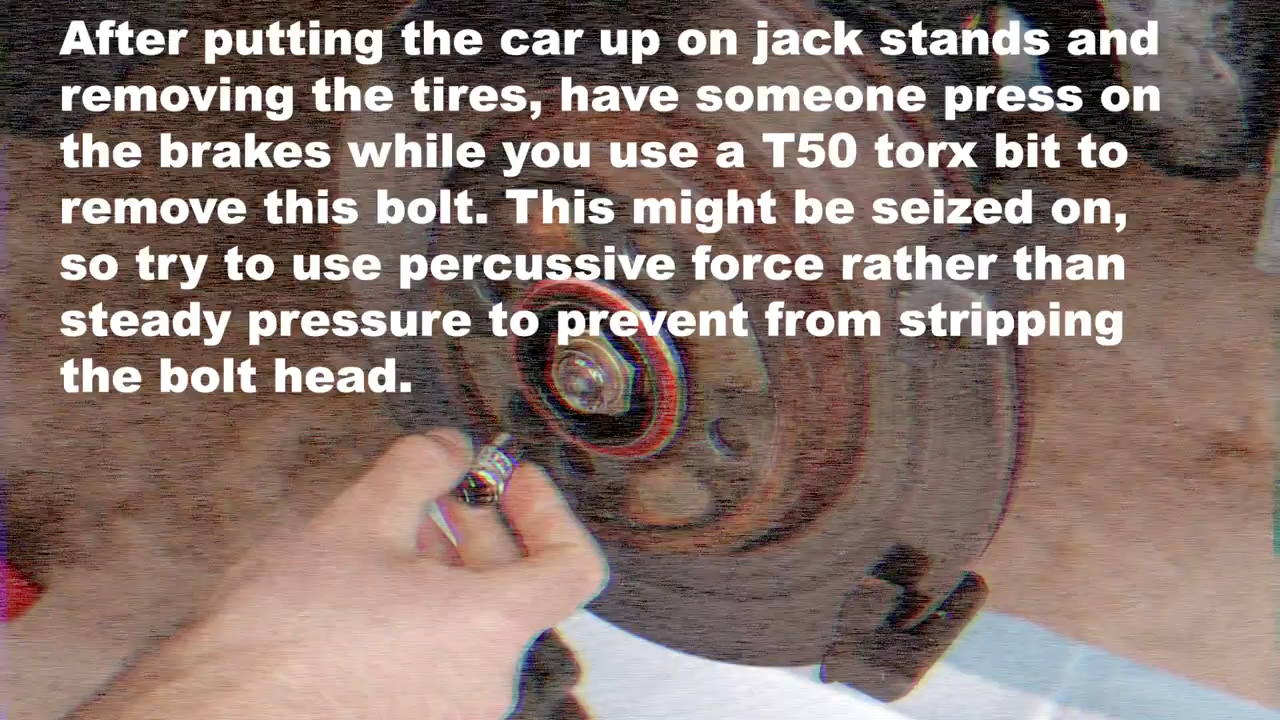 After putting the car up on jack stands and
removing the tires, have someone press on
the brakes while you use a T50 torx bit to
remove this bolt. This might be seized on,
so try to use percussive force rather than
steady pressure to prevent from stripping
the bolt head.